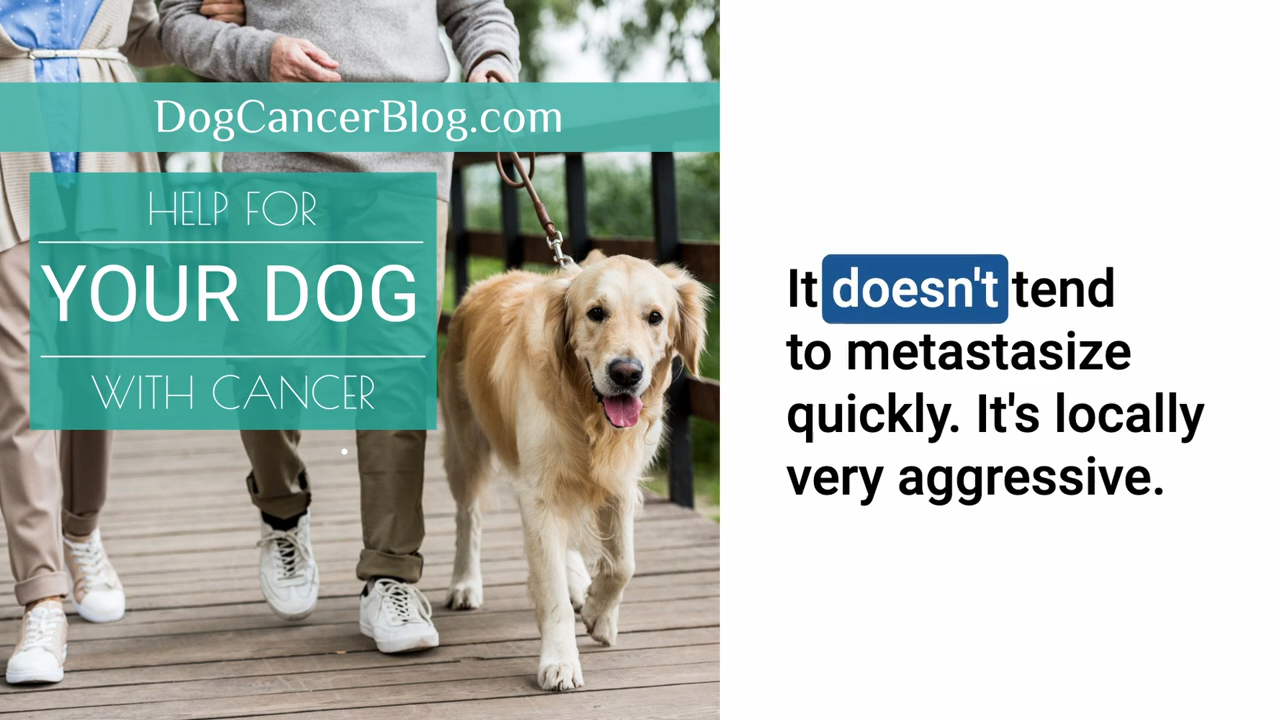 DogCancerBlog.com
HELP FOR
YOUR DOG
WITH CANCER
It doesn't tend
to metastasize
quickly. It's locally
very aggressive.